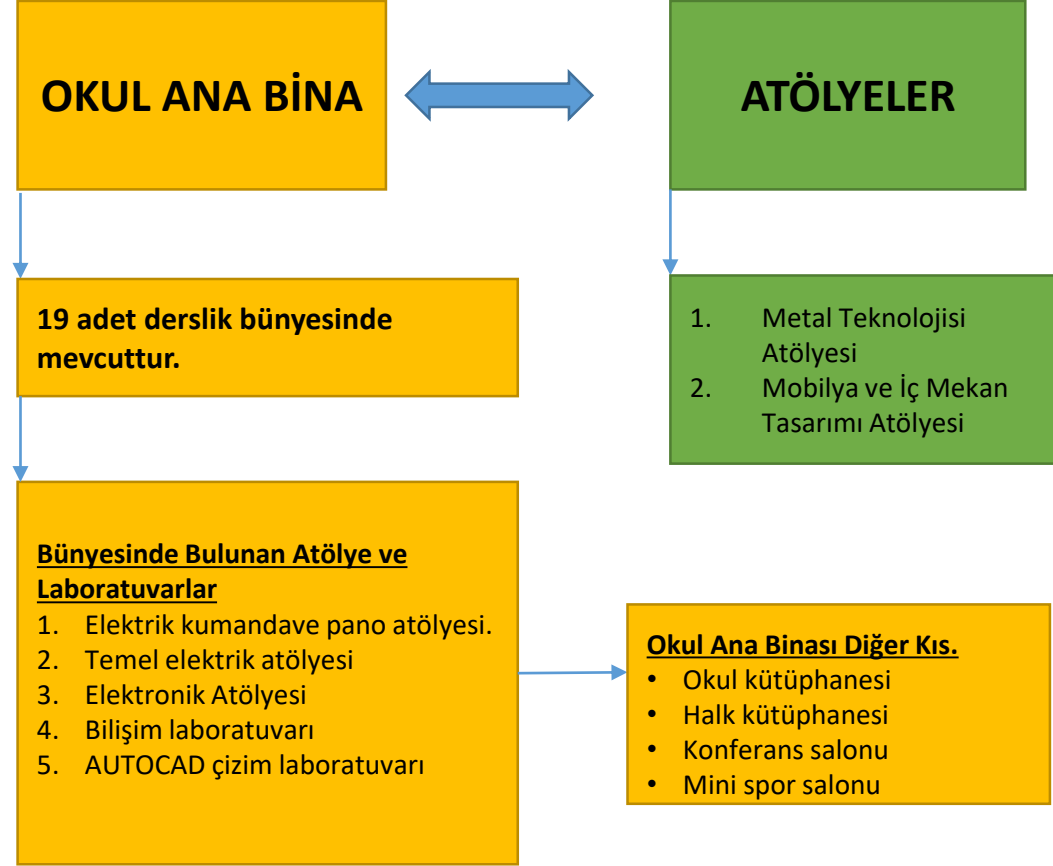 OKUL ANA BİNA
ATÖLYELER
19 adet derslik bünyesinde
mevcuttur.
1. Metal Teknolojisi
Atölyesi
2. Mobilya ve İç Mekan
Tasarımı Atölyesi
Bünyesinde Bulunan Atölye ve
Laboratuvarlar
1. Elektrik kumandave pano atölyesi.
2. Temel elektrik atölyesi
3. Elektronik Atölyesi
4. Bilişim laboratuvarı
5. AUTOCAD çizim laboratuvarı
Okul Ana Binası Diğer Kıs.
• Okul kütüphanesi
• Halk kütüphanesi
• Konferans salonu
• Mini spor salonu